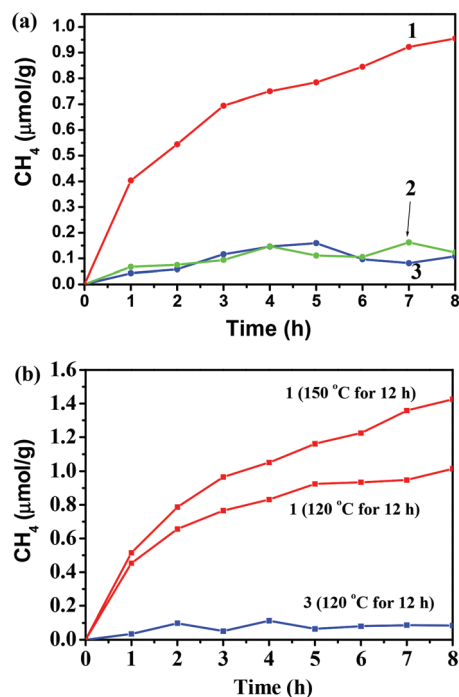 (a)
1.0
0.9
0.8
0.7
0.6
0.5
0.4
0.3
0.2
0.1
0.0
CH₄ (μmol/g)
1
2
3
0 1 2 3 4 5 6 7 8
Time (h)
(b)
1.6
1.4
1.2
1.0
0.8
0.6
0.4
0.2
0.0
CH₄ (μmol/g)
1 (150 °C for 12 h)
1 (120 °C for 12 h)
3 (120 °C for 12 h)
0 1 2 3 4 5 6 7 8
Time (h)